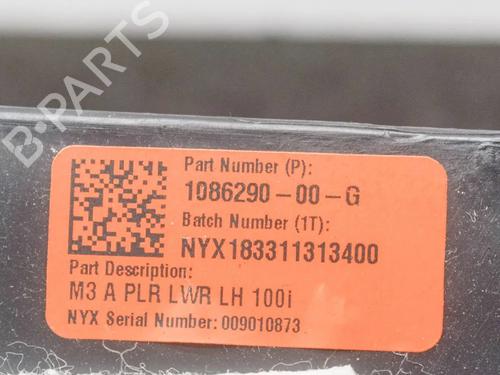 B-PARTS
Part Number (P):
1086290-00-G
Batch Number (1T):
NYX183311313400
Part Description:
M3 A PLR LWR LH 100i
NYX Serial Number: 009010873